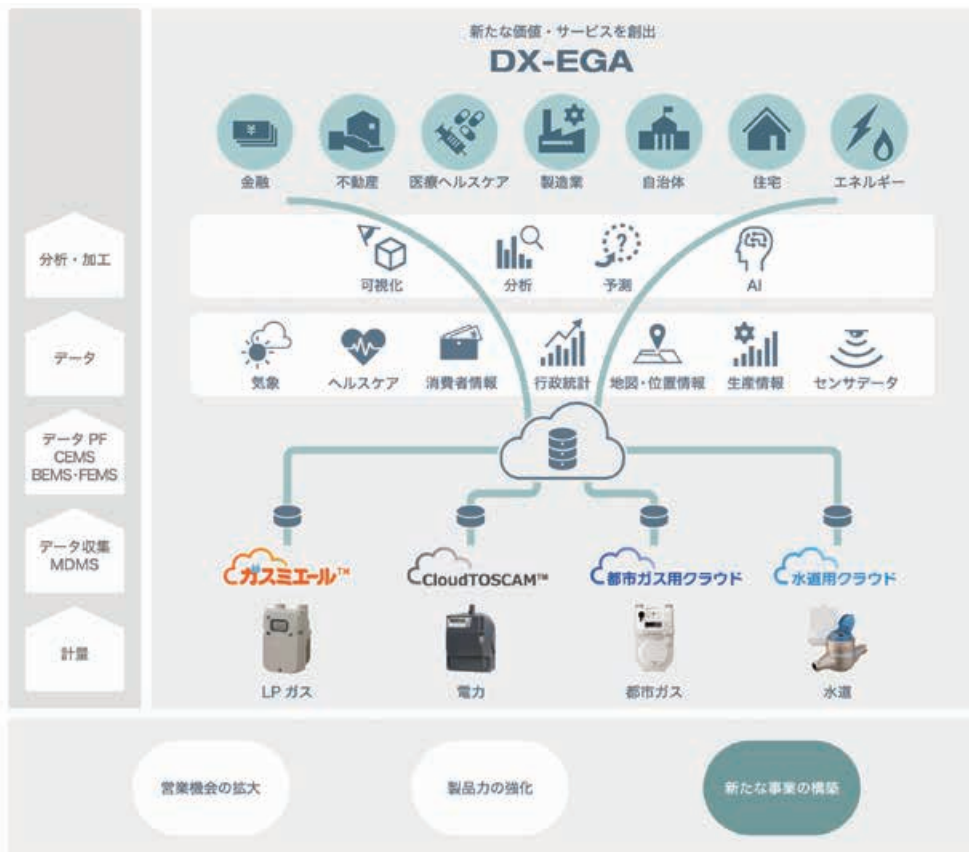 新たな価値・サービスを創出
DX-EGA
金融
不動産
医療ヘルスケア
製造業
自治体
住宅
エネルギー
分析・加工
可視化
分析
予測
AI
データ
気象
ヘルスケア
消費者情報
行政統計
地図・位置情報
生産情報
センサデータ
データ PF
CEMS
BEMS・FEMS
データ収集
MDMS
ガスミエール™
CloudTOSCAM™
都市ガス用クラウド
水道用クラウド
計量
LP ガス
電力
都市ガス
水道
営業機会の拡大
製品力の強化
新たな事業の構築